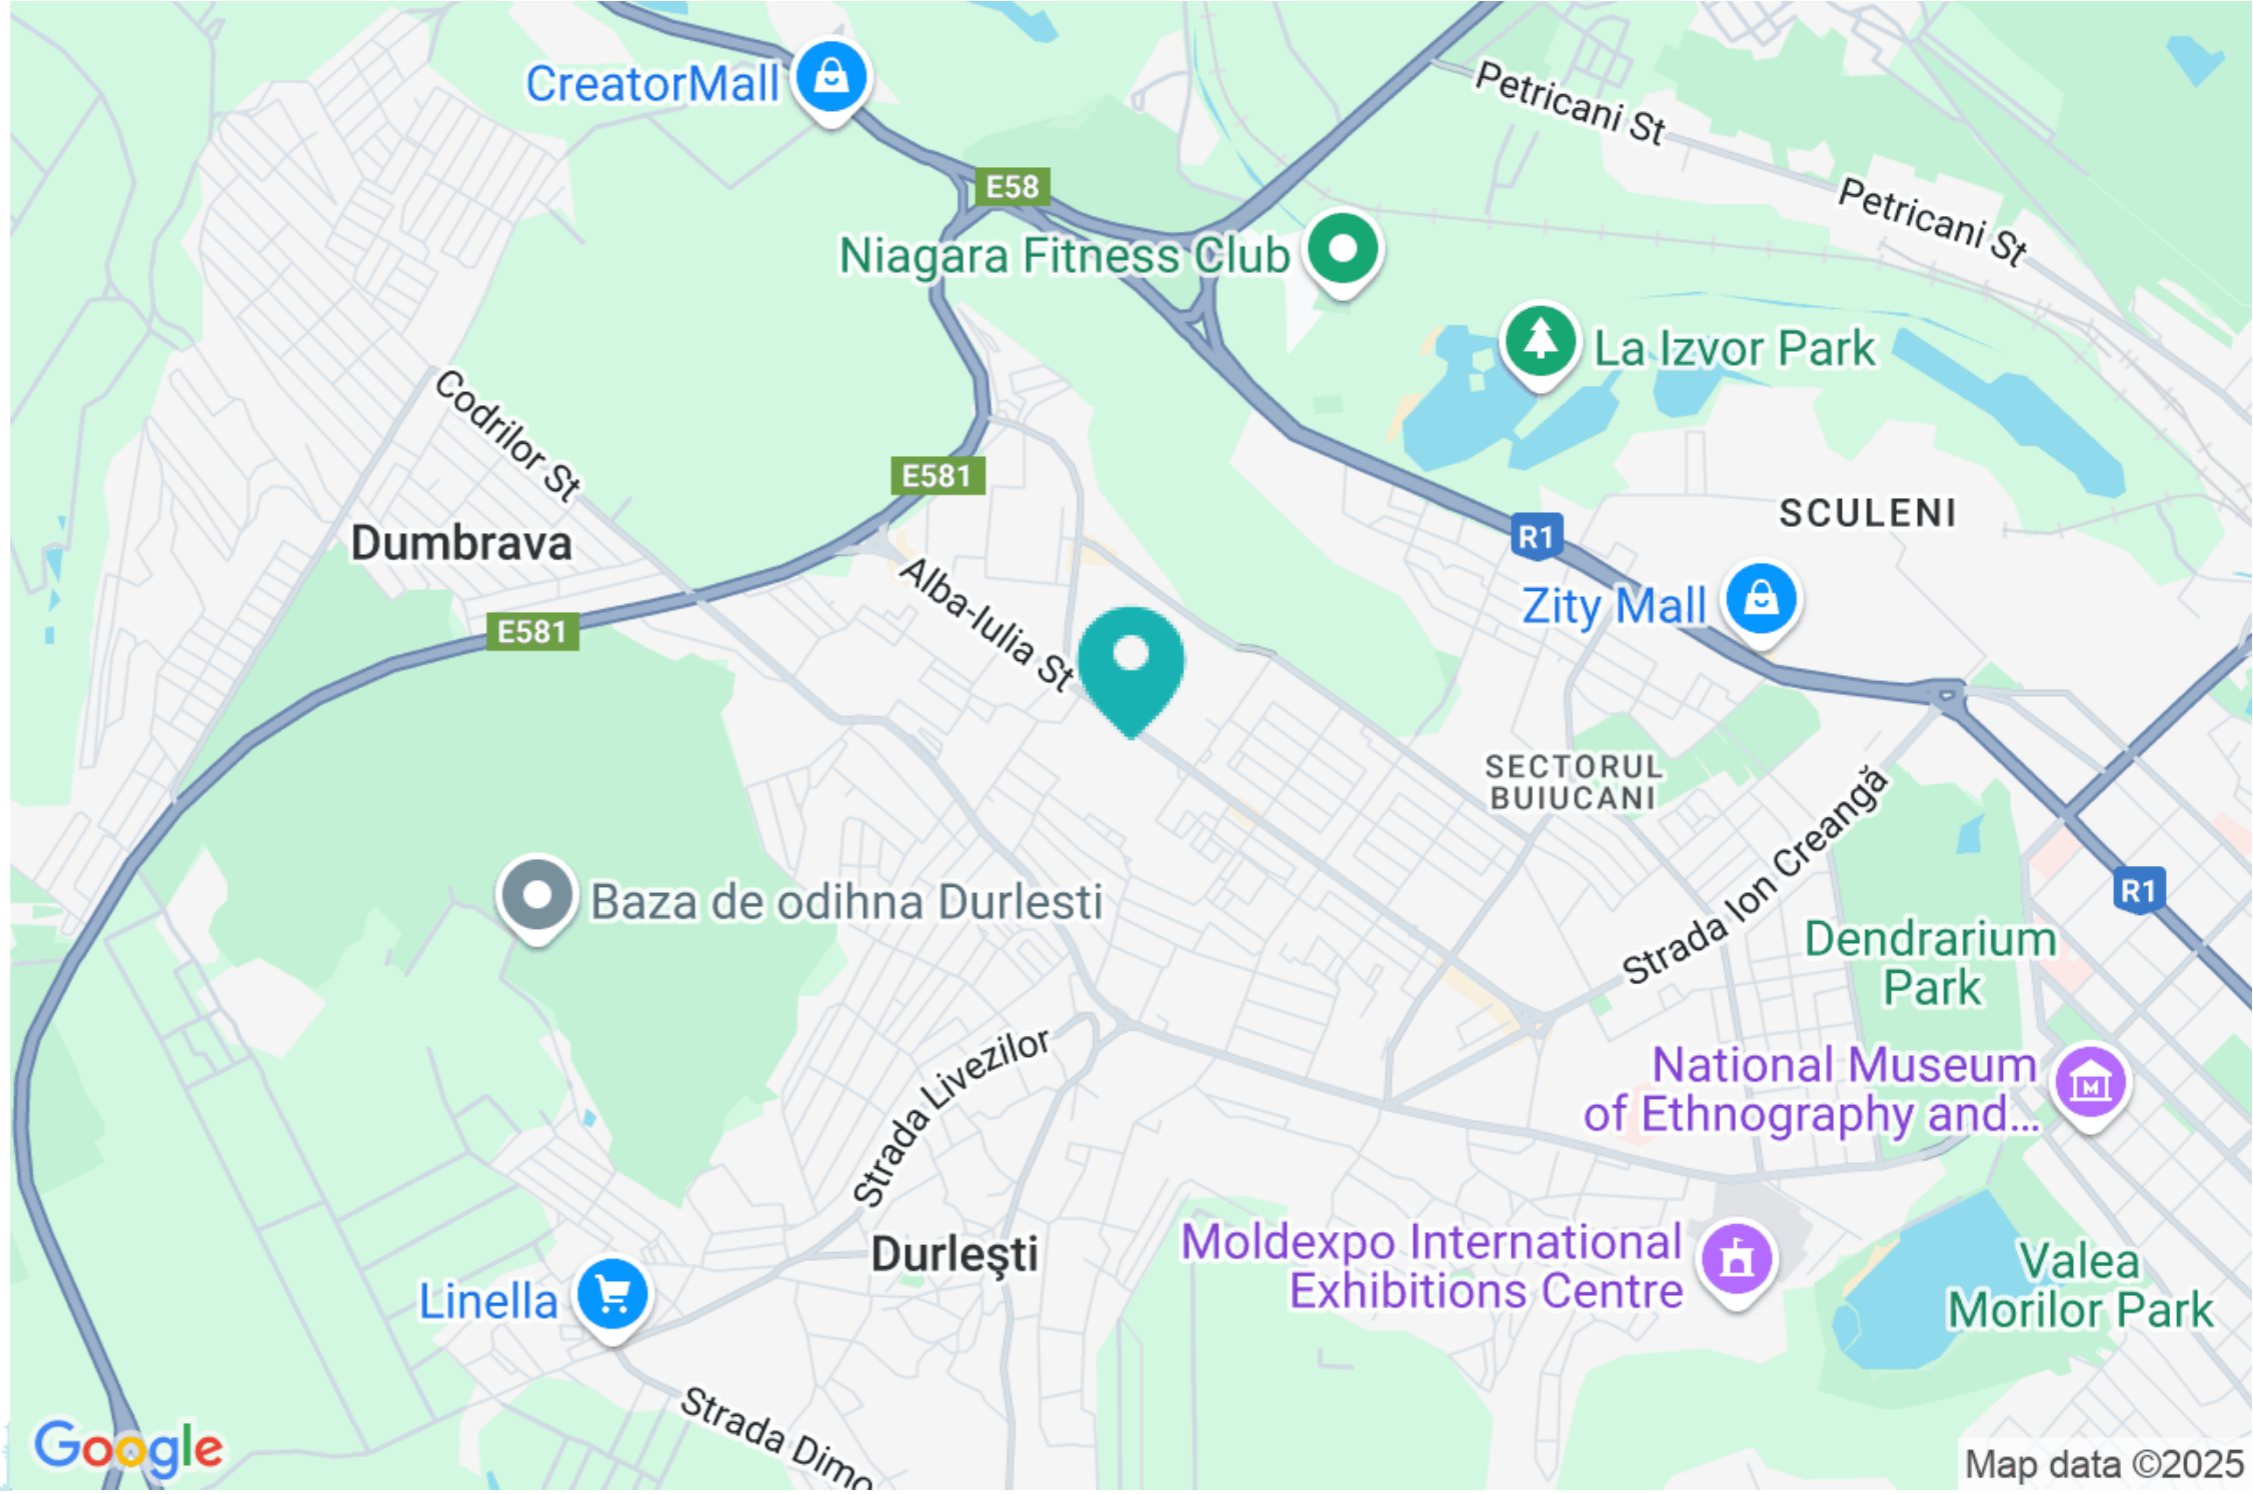 CreatorMall
Petricani St
E58
Petricani St
Niagara Fitness Club
La Izvor Park
Codrilor St
E581
SCULENI
Dumbrava
R1
Alba-Iulia St
Zity Mall
E581
SECTORUL
BUIUCANI
Strada Ion Creangă
R1
Baza de odihna Durlesti
Dendrarium
Park
Strada Livezilor
National Museum
of Ethnography and...
Durleşti
Moldexpo International
Exhibitions Centre
Valea
Morilor Park
Linella
Strada Dimo
Google
Map data ©2025